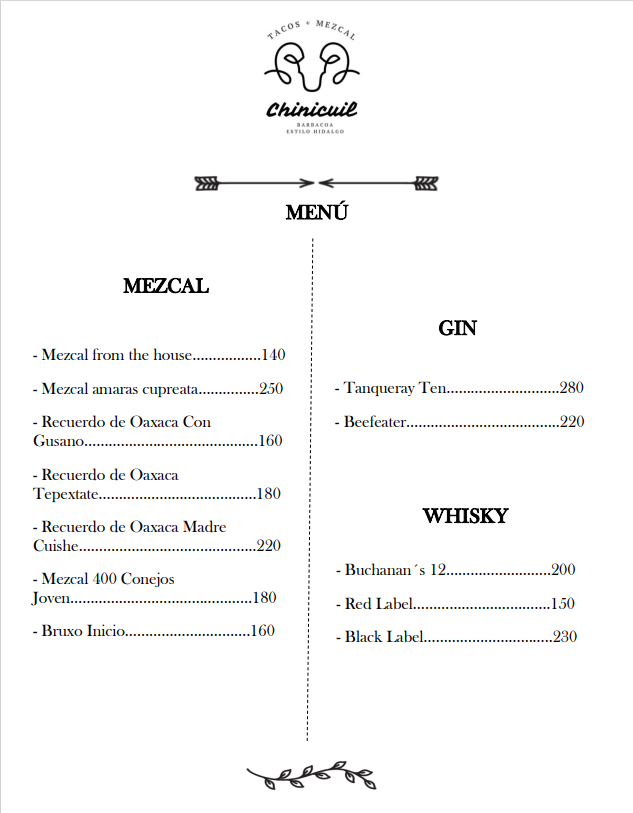 TACOS + MEZCAL
Chinicuil
BARBACOA
ESTILO HIDALGO
MENÚ
MEZCAL
- Mezcal from the house.................140
- Mezcal amaras cupreata...............250
- Recuerdo de Oaxaca Con
Gusano...........................................160
- Recuerdo de Oaxaca
Tepextate.......................................180
- Recuerdo de Oaxaca Madre
Cuishe............................................220
- Mezcal 400 Conejos
Joven.............................................180
- Bruxo Inicio...............................160
GIN
- Tanqueray Ten............................280
- Beefeater......................................220
WHISKY
- Buchanan´s 12..........................200
- Red Label..................................150
- Black Label................................230